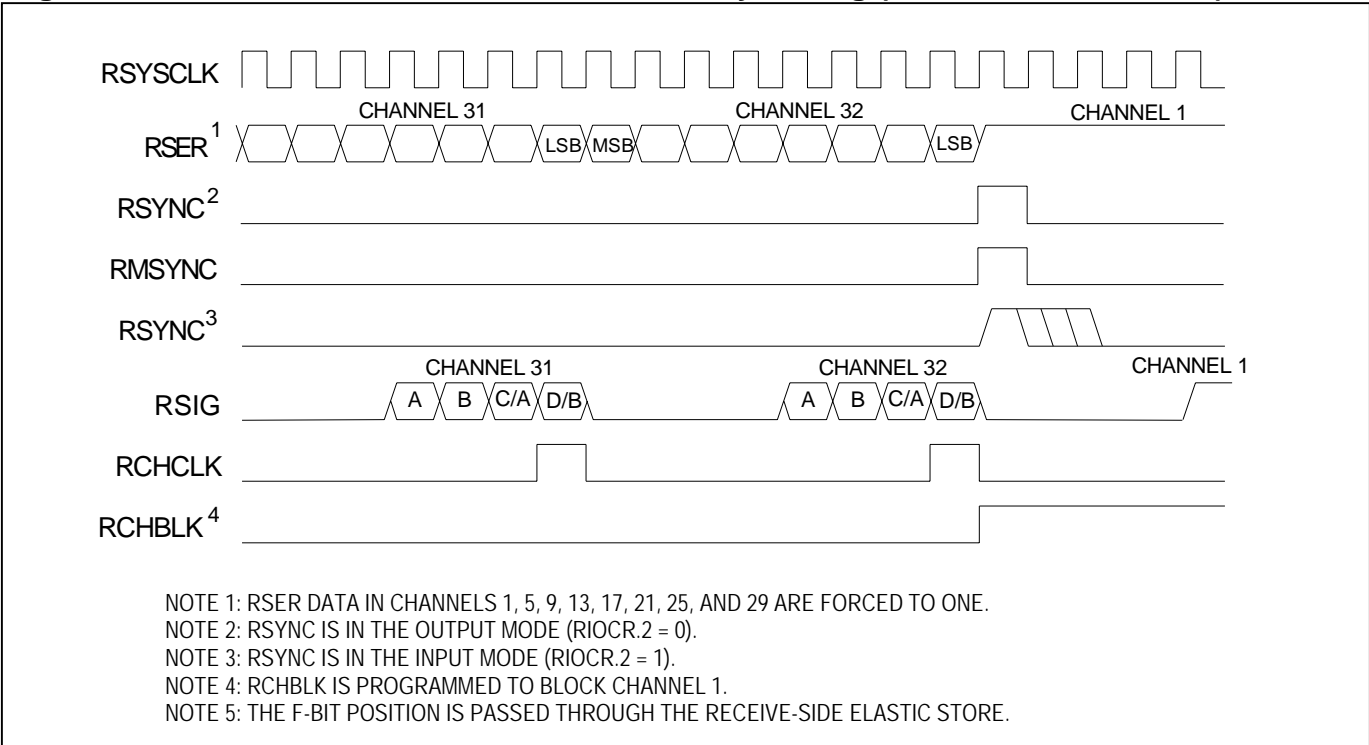 RSYSCLK
CHANNEL 31 CHANNEL 32 CHANNEL 1
RSER1 LSB MSB LSB
RSYNC2
RMSYNC
RSYNC3
CHANNEL 31 CHANNEL 32 CHANNEL 1
RSIG A B C/A D/B A B C/A D/B
RCHCLK
RCHBLK4
NOTE 1: RSER DATA IN CHANNELS 1, 5, 9, 13, 17, 21, 25, AND 29 ARE FORCED TO ONE.
NOTE 2: RSYNC IS IN THE OUTPUT MODE (RIOCR.2 = 0).
NOTE 3: RSYNC IS IN THE INPUT MODE (RIOCR.2 = 1).
NOTE 4: RCHBLK IS PROGRAMMED TO BLOCK CHANNEL 1.
NOTE 5: THE F-BIT POSITION IS PASSED THROUGH THE RECEIVE-SIDE ELASTIC STORE.